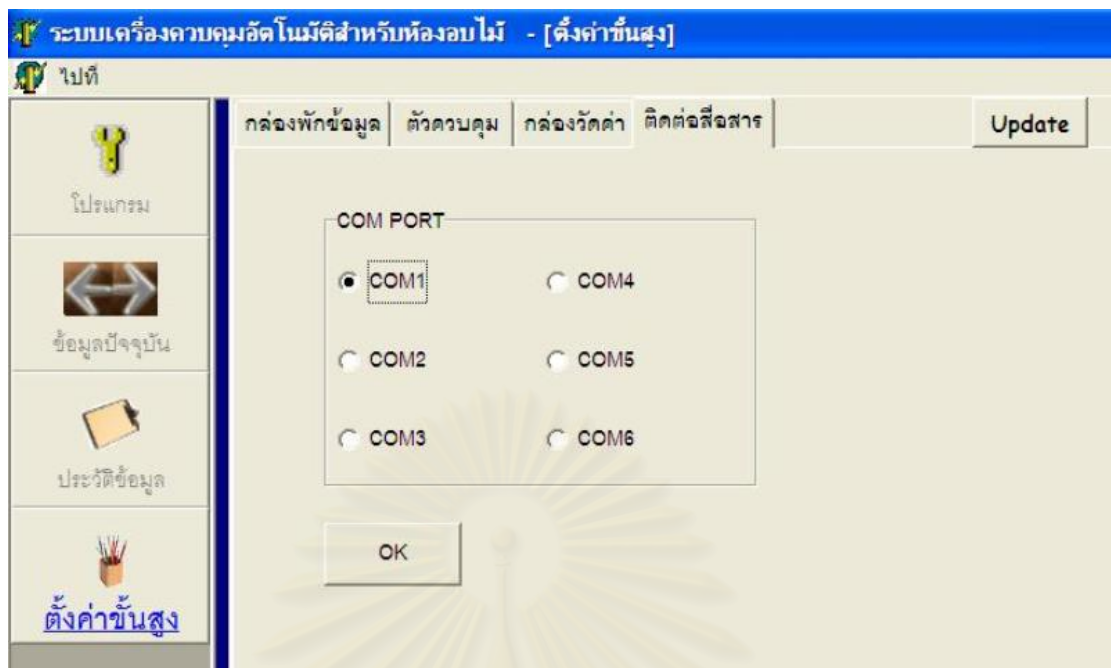 ระบบเครื่องควบคุมอัตโนมัติสำหรับห้องอบไม้ - [ตั้งค่าขั้นสูง]
ไปที่
กล่องพักข้อมูล ตัวควบคุม กล่องวัดค่า ติดต่อสื่อสาร Update
โปรแกรม
ข้อมูลปัจจุบัน
ประวัติข้อมูล
ตั้งค่าขั้นสูง
COM PORT
COM1 COM4
COM2 COM5
COM3 COM6
OK